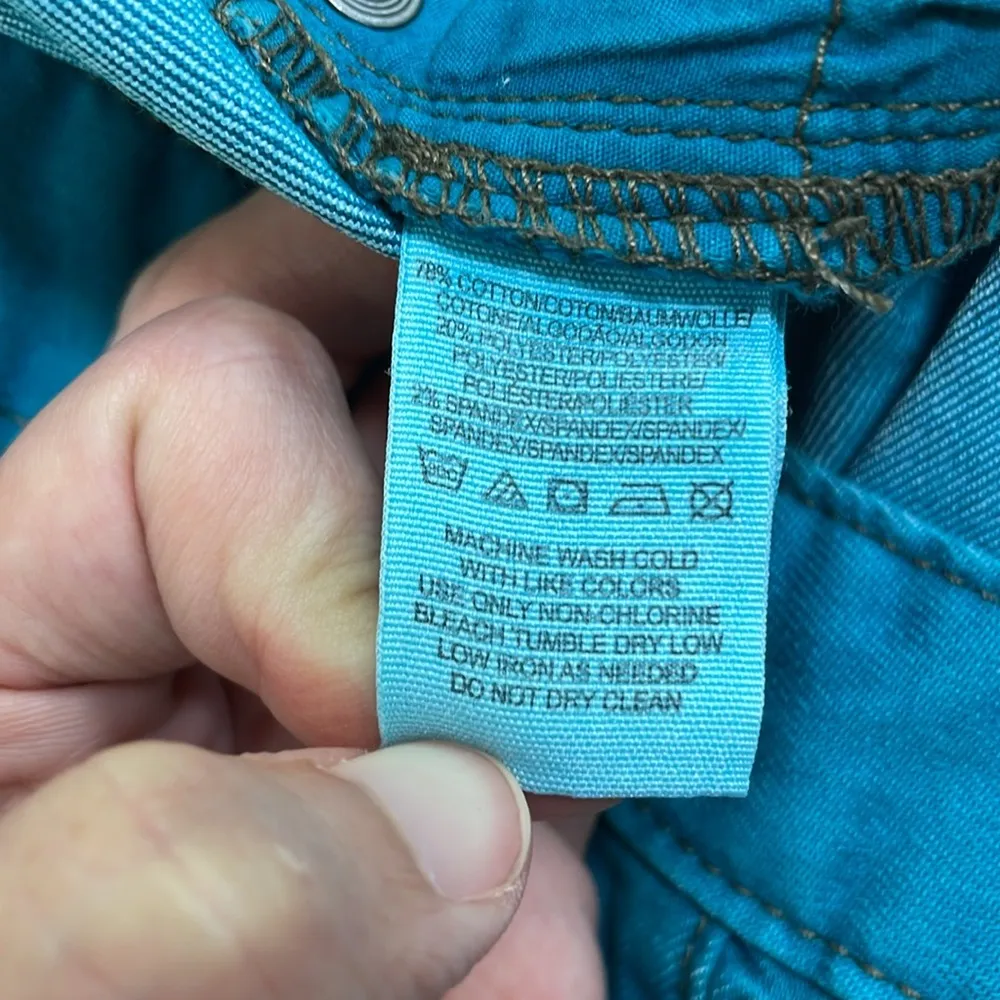 78% COTTON/COTON/BAUMWOLLE/
COTONE/ALGODÃO/ALGODON
20% POLYESTER/POLYESTER/
POLYESTER/POLIESTERE/
POLIESTER/POLIESTER
2% SPANDEX/SPANDEX/SPANDEX/
SPANDEX/SPANDEX/SPANDEX
MACHINE WASH COLD
WITH LIKE COLORS
USE ONLY NON-CHLORINE
BLEACH TUMBLE DRY LOW
LOW IRON AS NEEDED
DO NOT DRY CLEAN